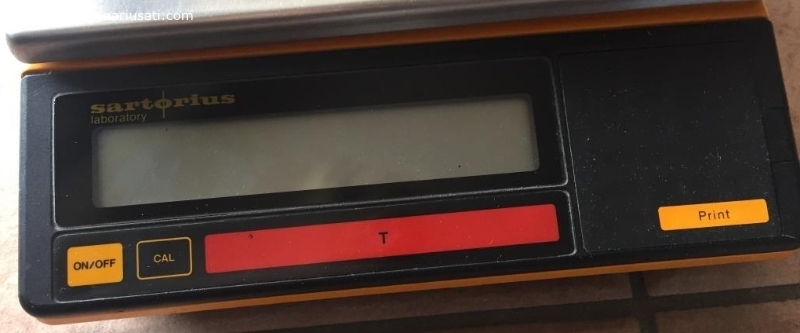 sartorius
laboratory
ON/OFF
CAL
T
Print